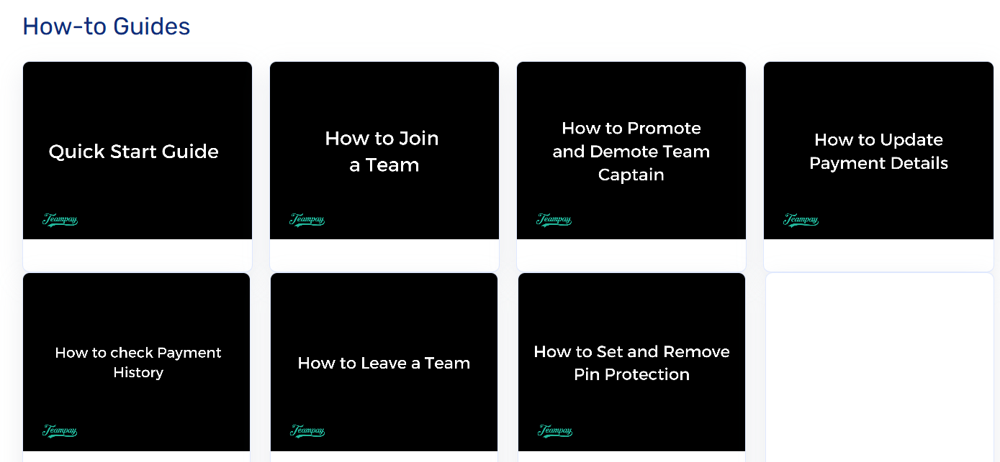 How-to Guides
Quick Start Guide
Teampay
How to Join
a Team
Teampay
How to Promote
and Demote Team
Captain
Teampay
How to Update
Payment Details
Teampay
How to check Payment
History
Teampay
How to Leave a Team
Teampay
How to Set and Remove
Pin Protection
Teampay